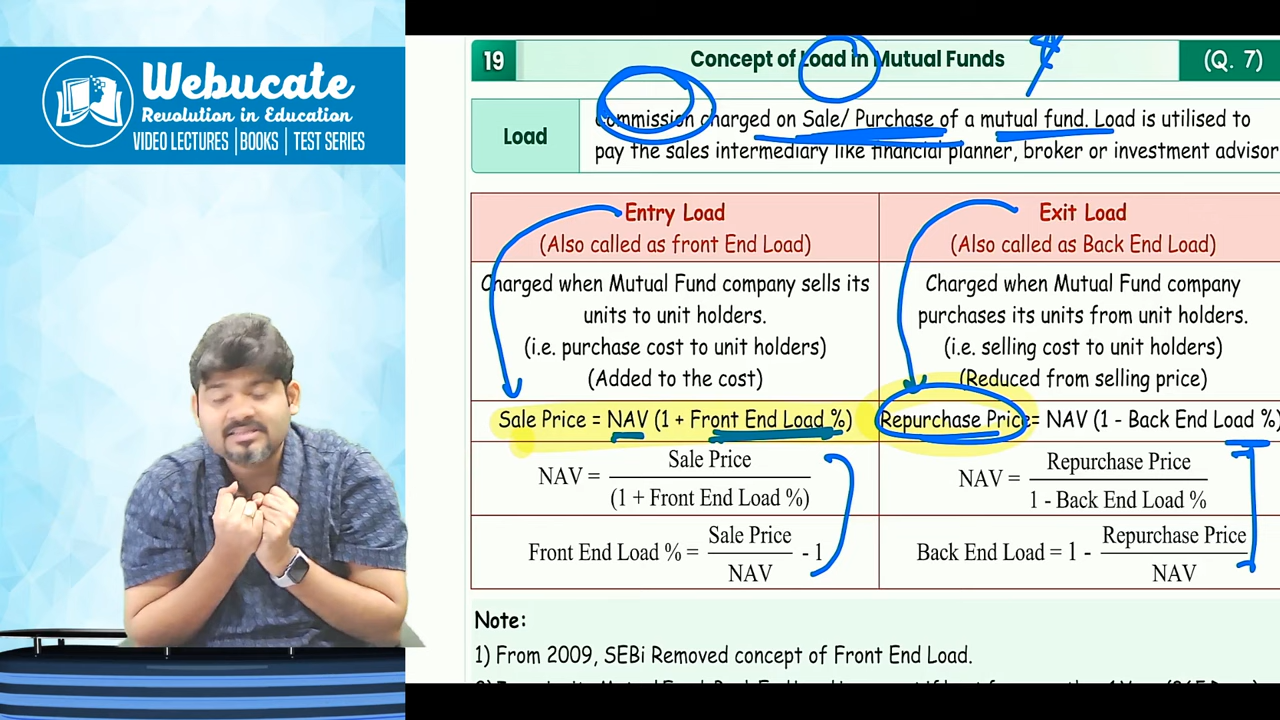 Webucate
Revolution in Education
VIDEO LECTURES | BOOKS | TEST SERIES
19
Concept of Load in Mutual Funds
(Q. 7)
Load
Commission charged on Sale/ Purchase of a mutual fund. Load is utilised to
pay the sales intermediary like financial planner, broker or investment advisor
Entry Load
(Also called as front End Load)
Charged when Mutual Fund company sells its
units to unit holders.
(i.e. purchase cost to unit holders)
(Added to the cost)
Sale Price = NAV (1 + Front End Load %)
NAV = Sale Price
(1 + Front End Load %)
Front End Load % = Sale Price - 1
NAV
Exit Load
(Also called as Back End Load)
Charged when Mutual Fund company
purchases its units from unit holders.
(i.e. selling cost to unit holders)
(Reduced from selling price)
Repurchase Price= NAV (1 - Back End Load %)
NAV = Repurchase Price
1 - Back End Load %
Back End Load = 1 - Repurchase Price
NAV
Note:
1) From 2009, SEBi Removed concept of Front End Load.